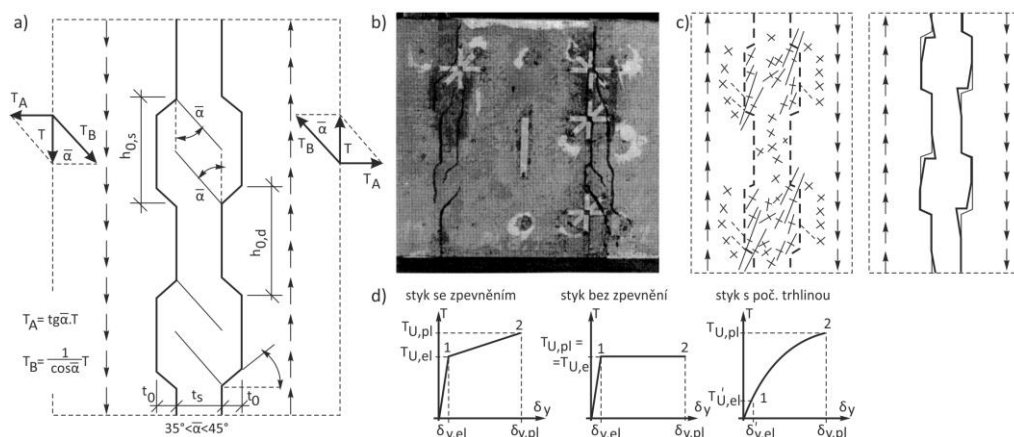 a)
T_A
T
T_B
ᾱ
h_0,s
ᾱ
ᾱ
h_0,d
T_B
ᾱ
T
T_A
T_A= tgᾱ.T
T_B= 1/cosᾱ T
t_0
t_s
t_0
35°<ᾱ<45°
b)
c)
d)
styk se zpevněním
T
T_U,pl
T_U,el
1
2
δ_y
δ_y,el
δ_y,pl
styk bez zpevnění
T
T_U,pl =
=T_U,e
1
2
δ_y
δ_y,el
δ_y,pl
styk s poč. trhlinou
T
T_U,pl
T'_U,el
1
2
δ_y
δ'_y,el
δ_y,pl